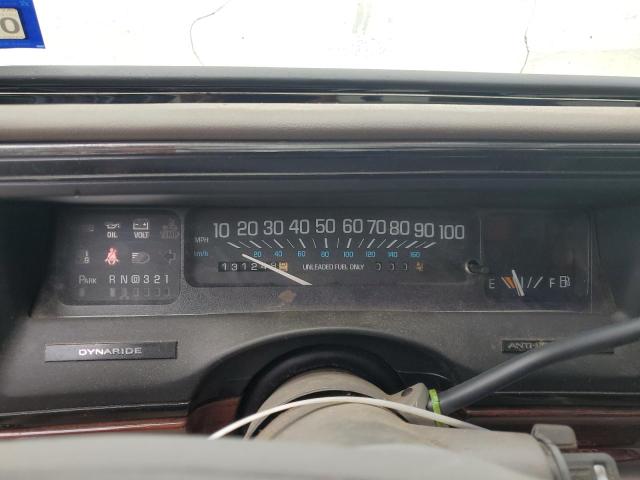 10 20 30 40 50 60 70 80 90 100
MPH
OIL VOLT
km/h 20 40 60 80 100 120 140 160
UNLEADED FUEL ONLY
PARK R N D 3 2 1
E F
DYNARIDE